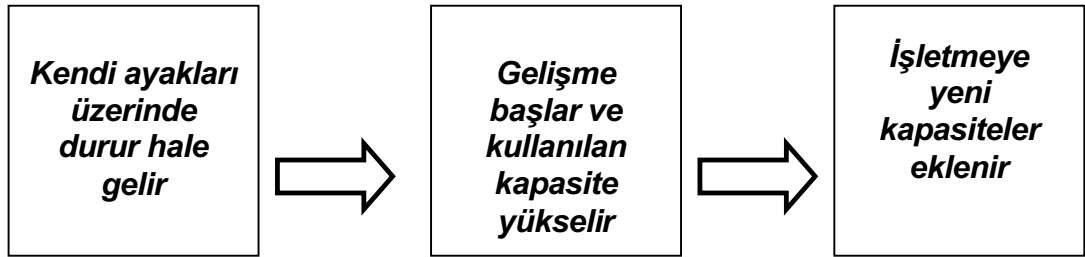 Kendi ayakları
üzerinde
durur hale
gelir
Gelişme
başlar ve
kullanılan
kapasite
yükselir
İşletmeye
yeni
kapasiteler
eklenir